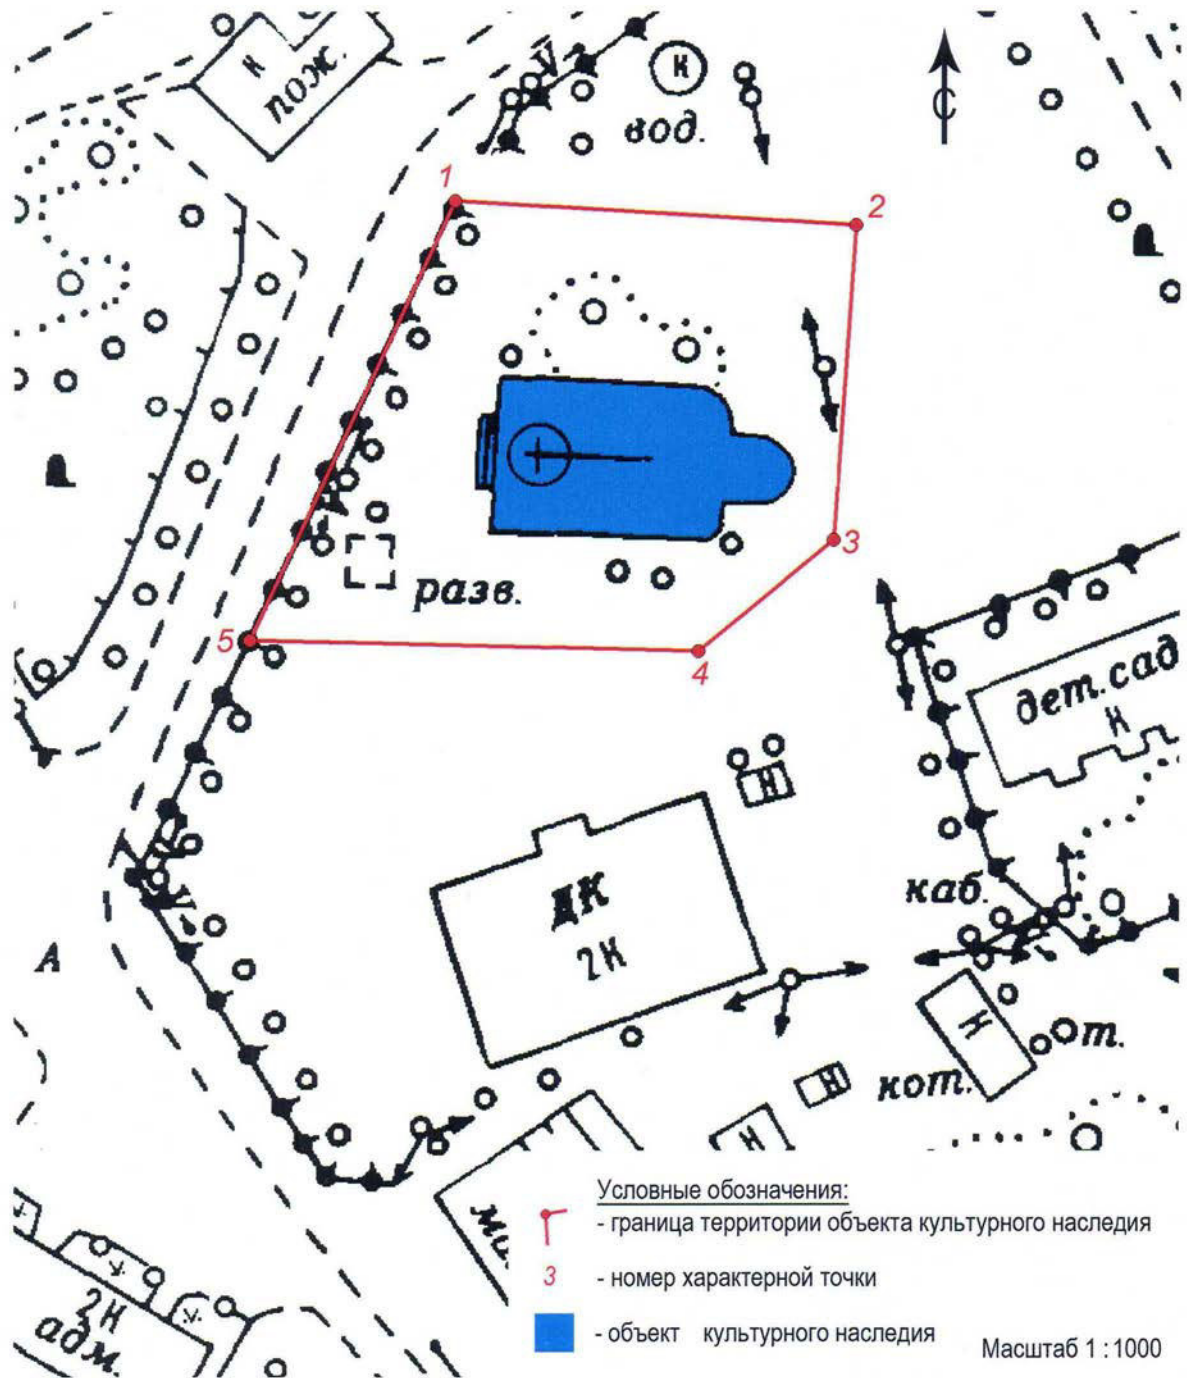 Н
пож.
У
К
вод.
С
1
2
3
разв.
5
4
дет.сад
Н
Н
ДК
2Н
каб.
У.
А
Н
от.
кот.
Н
Н
Условные обозначения:
- граница территории объекта культурного наследия
3 - номер характерной точки
- объект культурного наследия
Масштаб 1 : 1000
2Н
адм.